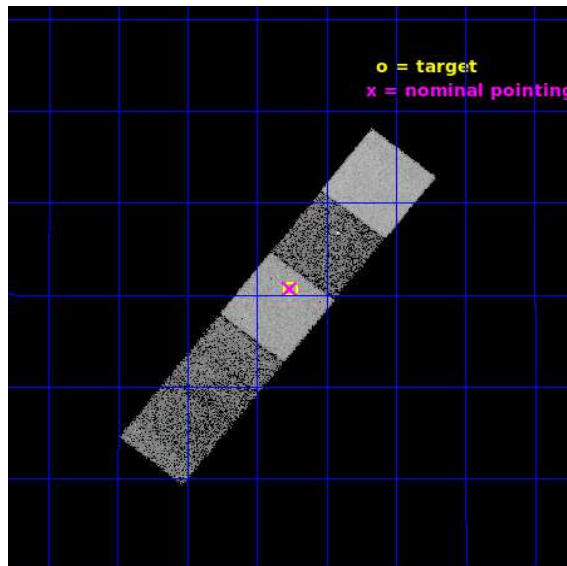 o = target
x = nominal pointing